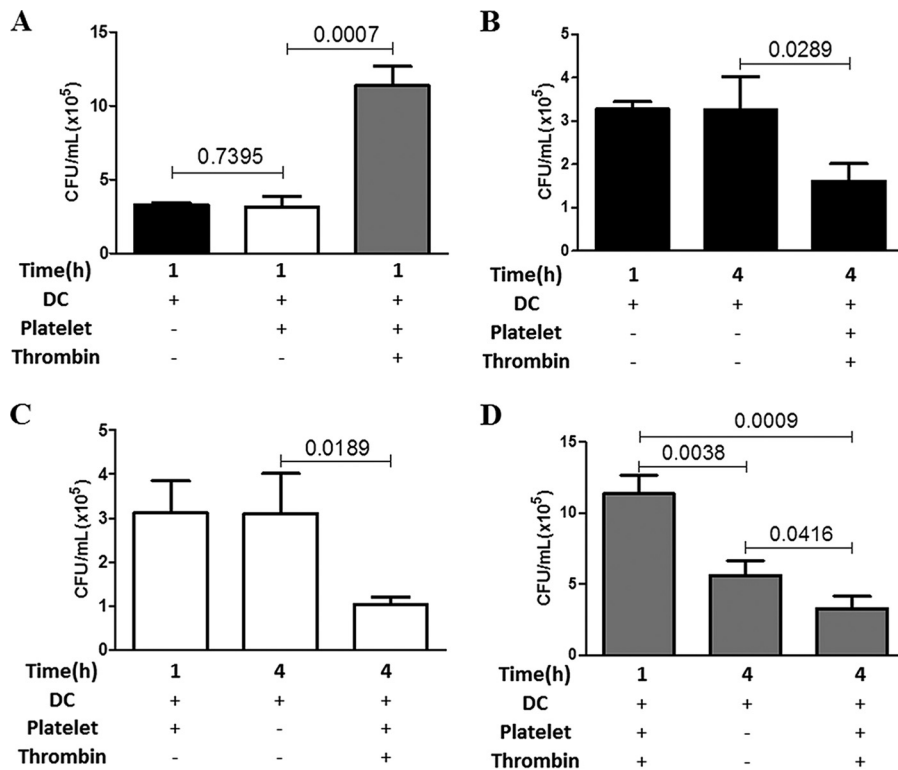 A
CFU/mL(x10⁵)
15
10
5
0
0.7395
0.0007
Time(h) 1 1 1
DC + + +
Platelet - + +
Thrombin - - +
B
CFU/mL(x10⁵)
5
4
3
2
1
0
0.0289
Time(h) 1 4 4
DC + + +
Platelet - - +
Thrombin - - +
C
CFU/mL(x10⁵)
5
4
3
2
1
0
0.0189
Time(h) 1 4 4
DC + + +
Platelet + - +
Thrombin - - +
D
CFU/mL(x10⁵)
15
10
5
0
0.0009
0.0038
0.0416
Time(h) 1 4 4
DC + + +
Platelet + - +
Thrombin + - +